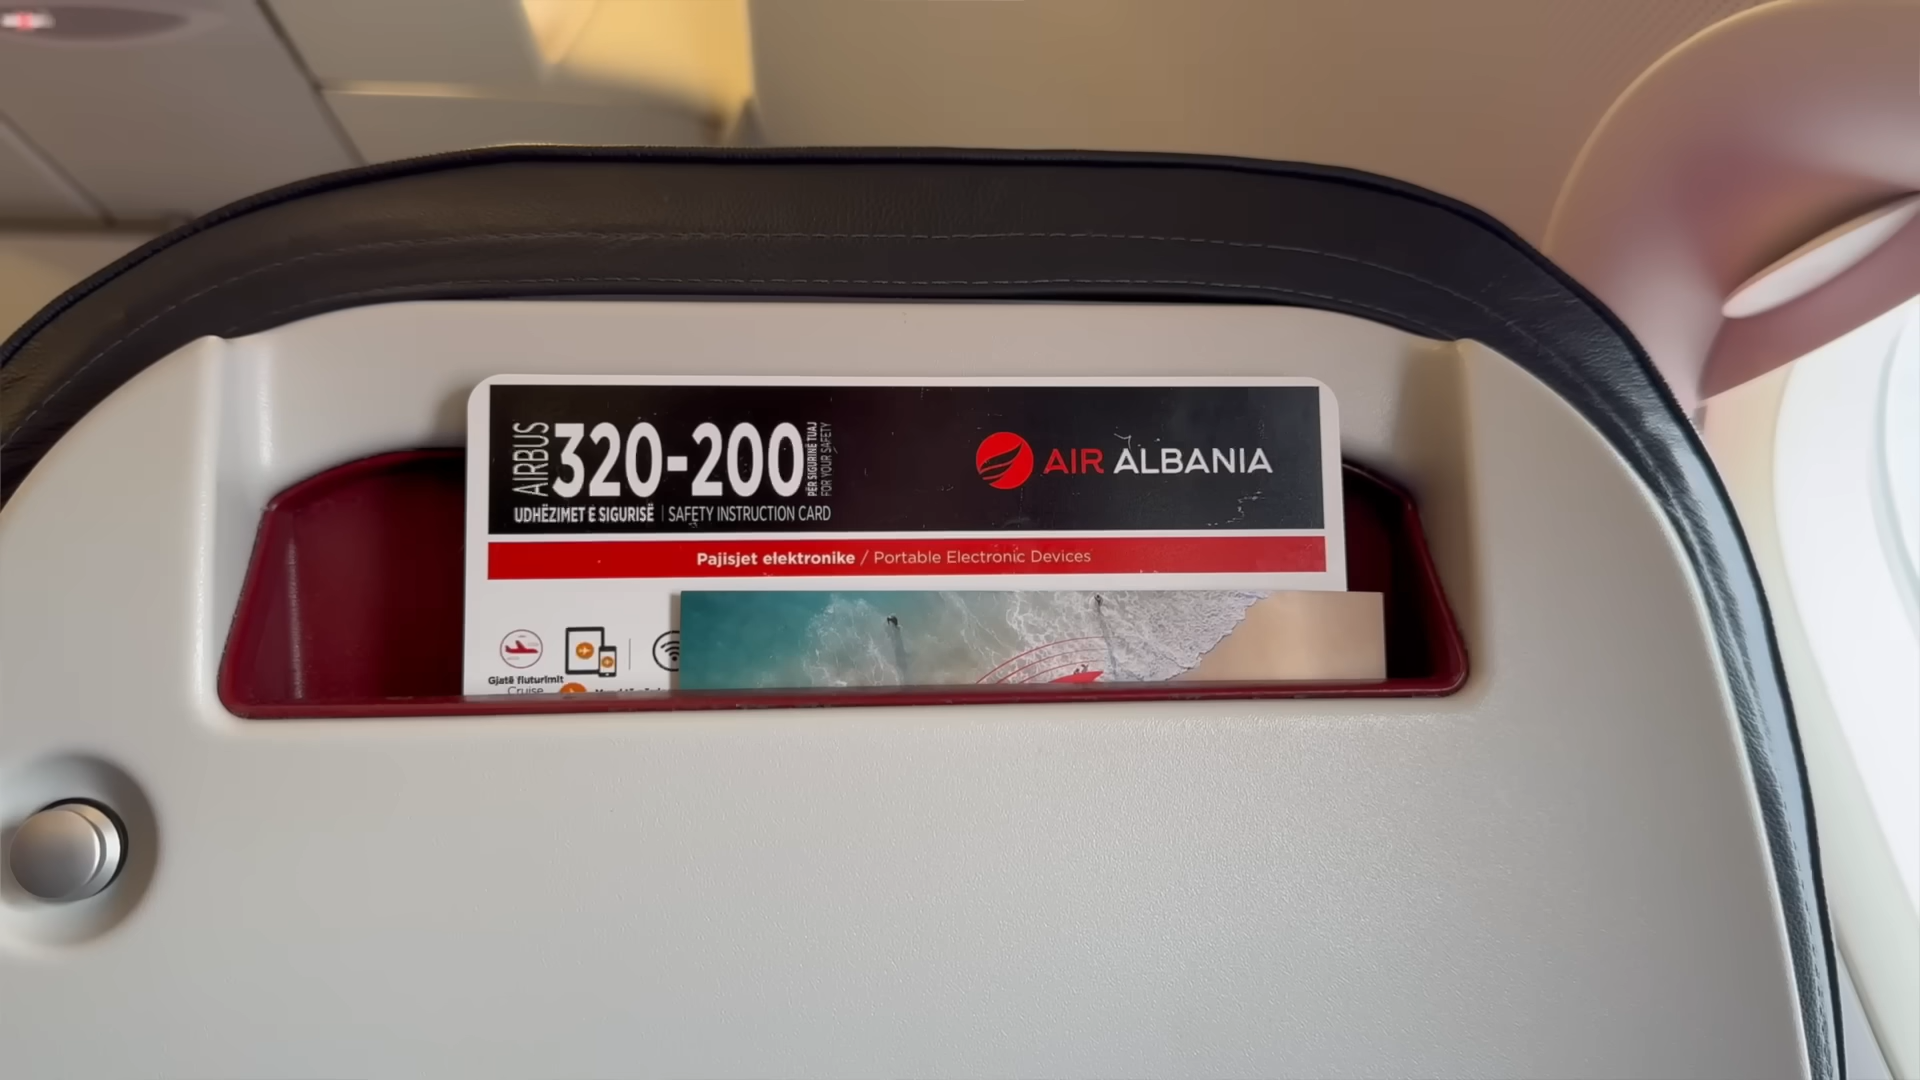 AIRBUS
320-200
PËR SIGURINË TUAJ
FOR YOUR SAFETY
UDHËZIMET E SIGURISË | SAFETY INSTRUCTION CARD
AIR ALBANIA
Pajisjet elektronike / Portable Electronic Devices
Gjatë fluturimit
Cruise